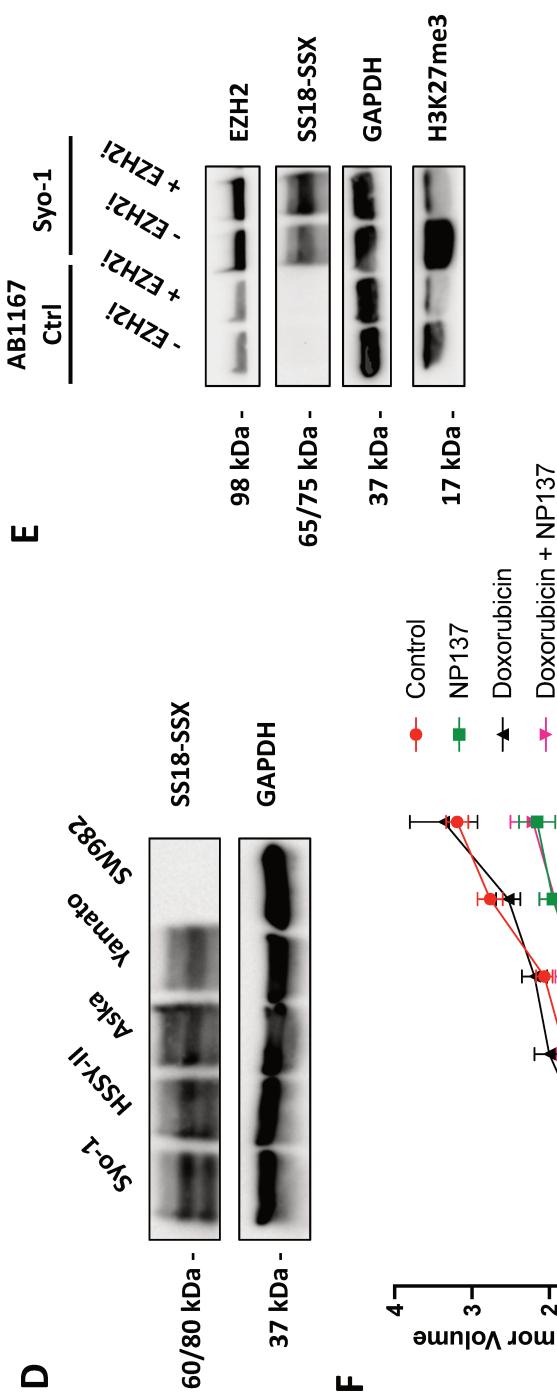 D
Syo-1 HSSY-II Aska Yamato SW982
60/80 kDa - SS18-SSX
37 kDa - GAPDH
E
AB1167
Ctrl Syo-1
- EZH2i + EZH2i - EZH2i + EZH2i
98 kDa - EZH2
65/75 kDa - SS18-SSX
37 kDa - GAPDH
17 kDa - H3K27me3
F
mor Volume
4
3
2
Control
NP137
Doxorubicin
Doxorubicin + NP137